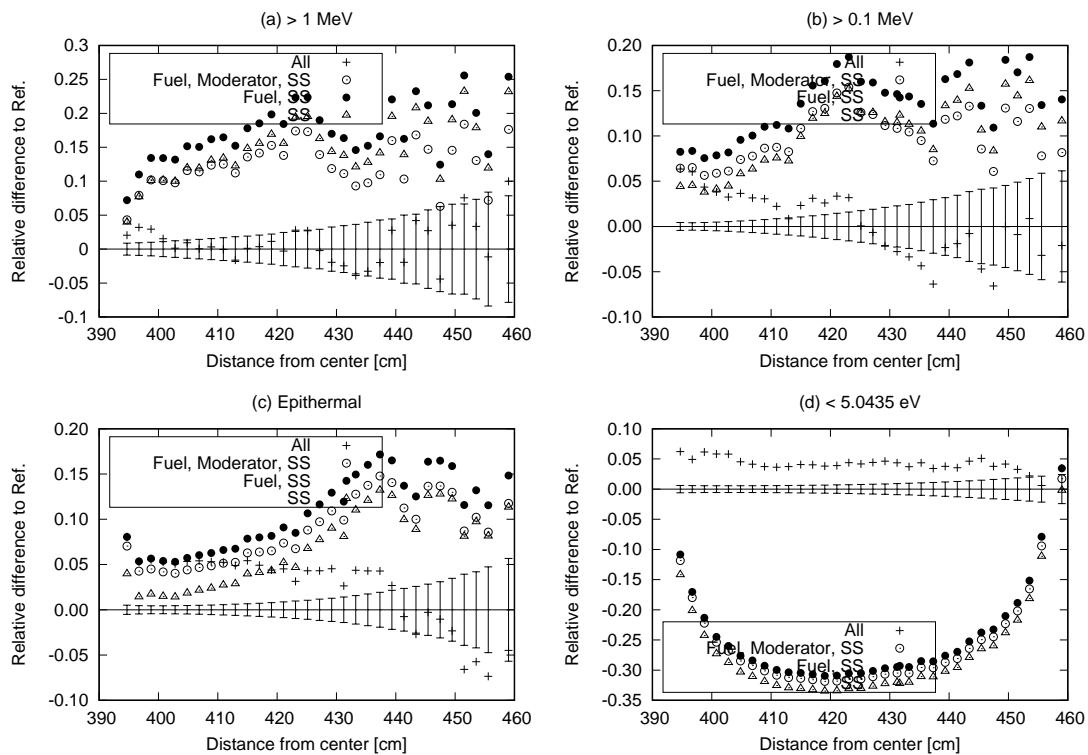 (a) > 1 MeV
Relative difference to Ref.
0.3
0.25
0.2
0.15
0.1
0.05
0
-0.05
-0.1
All
Fuel, Moderator, SS
Fuel, SS
SS
390 400 410 420 430 440 450 460
Distance from center [cm]
(b) > 0.1 MeV
Relative difference to Ref.
0.20
0.15
0.10
0.05
0.00
-0.05
-0.10
All
Fuel, Moderator, SS
Fuel, SS
SS
390 400 410 420 430 440 450 460
Distance from center [cm]
(c) Epithermal
Relative difference to Ref.
0.20
0.15
0.10
0.05
0.00
-0.05
-0.10
All
Fuel, Moderator, SS
Fuel, SS
SS
390 400 410 420 430 440 450 460
Distance from center [cm]
(d) < 5.0435 eV
Relative difference to Ref.
0.10
0.05
0.00
-0.05
-0.10
-0.15
-0.20
-0.25
-0.30
-0.35
All
Fuel, Moderator, SS
Fuel, SS
SS
390 400 410 420 430 440 450 460
Distance from center [cm]